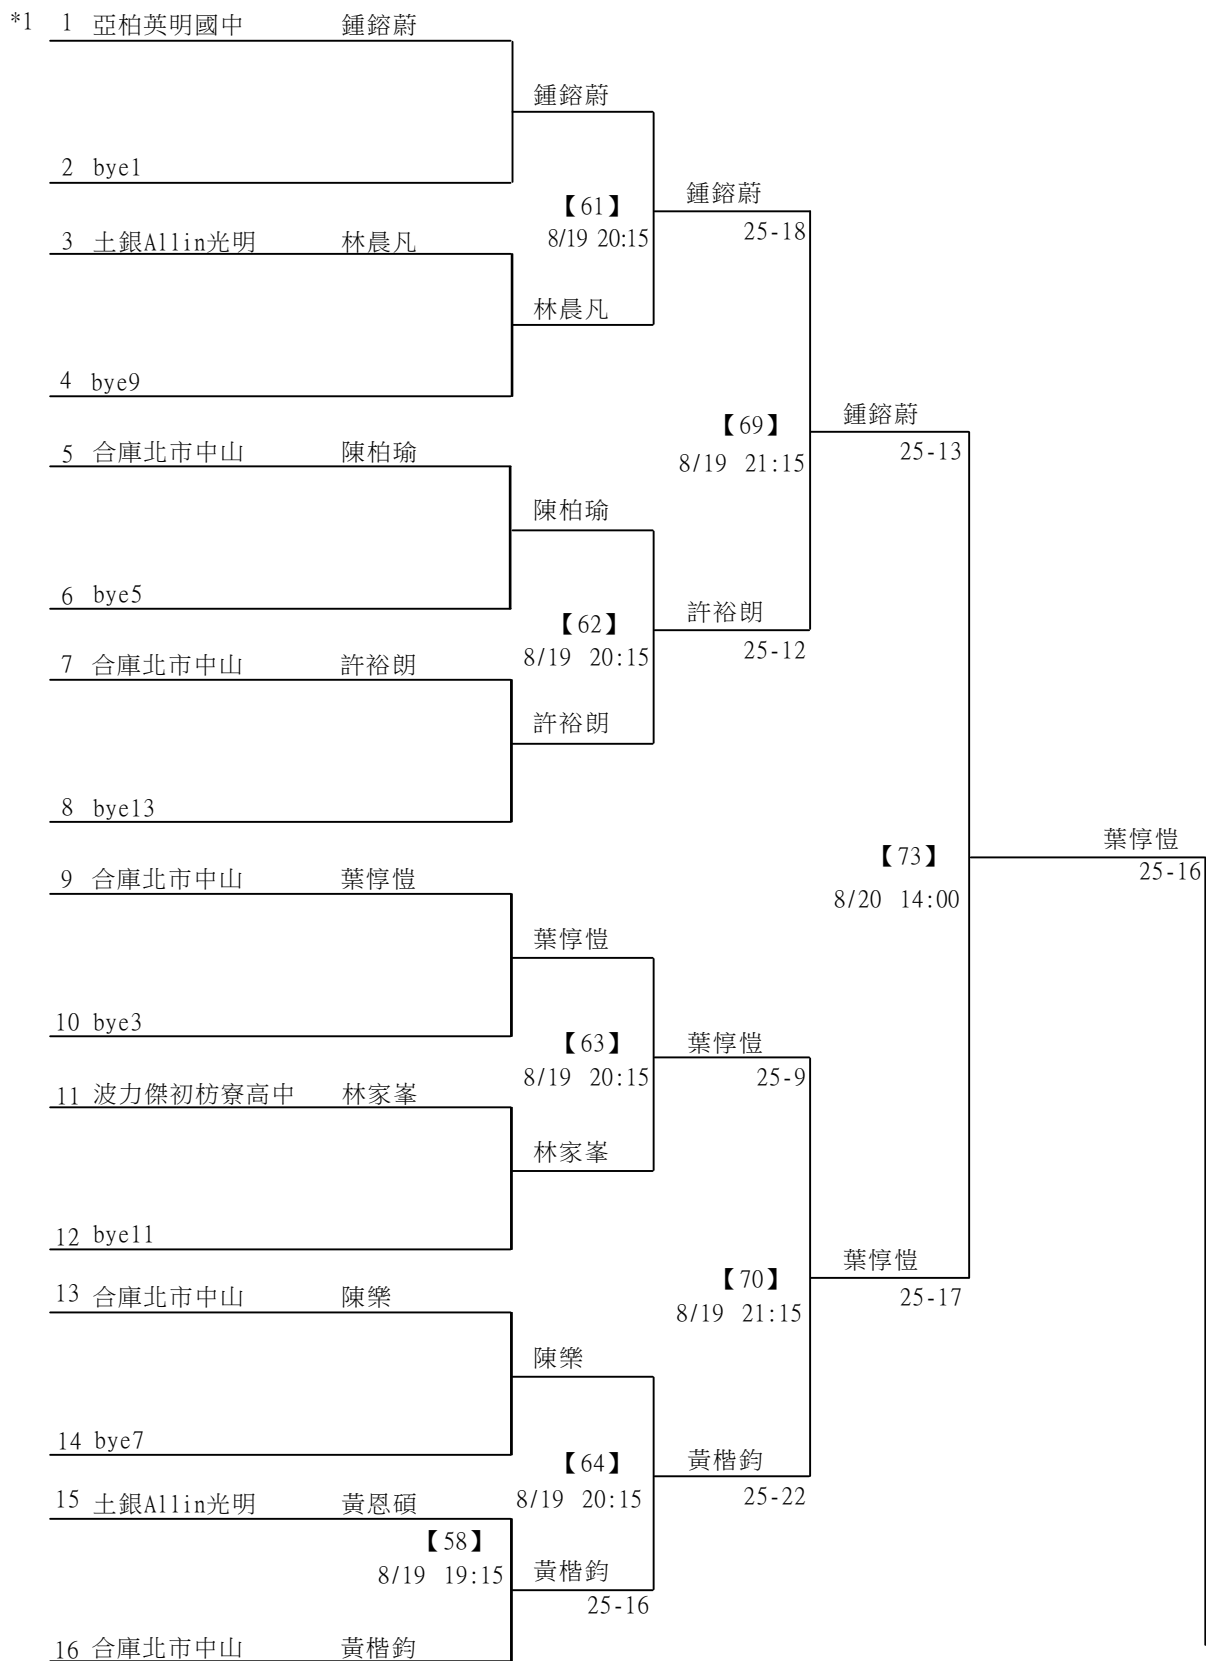 *1 1 亞柏英明國中 鍾鎔蔚
鍾鎔蔚
2 bye1
鍾鎔蔚
【61】
25-18
3 土銀Allin光明 林晨凡
8/19 20:15
林晨凡
4 bye9
鍾鎔蔚
【69】
25-13
5 合庫北市中山 陳柏瑜
8/19 21:15
陳柏瑜
6 bye5
許裕朗
【62】
25-12
7 合庫北市中山 許裕朗
8/19 20:15
許裕朗
8 bye13
葉惇愷
【73】
25-16
9 合庫北市中山 葉惇愷
8/20 14:00
葉惇愷
10 bye3
【63】
葉惇愷
8/19 20:15
25-9
11 波力傑初枋寮高中 林家峯
林家峯
12 bye11
葉惇愷
【70】
25-17
13 合庫北市中山 陳樂
8/19 21:15
陳樂
14 bye7
【64】
黃楷鈞
25-22
15 土銀Allin光明 黃恩碩
8/19 20:15
【58】
8/19 19:15
黃楷鈞
25-16
16 合庫北市中山 黃楷鈞